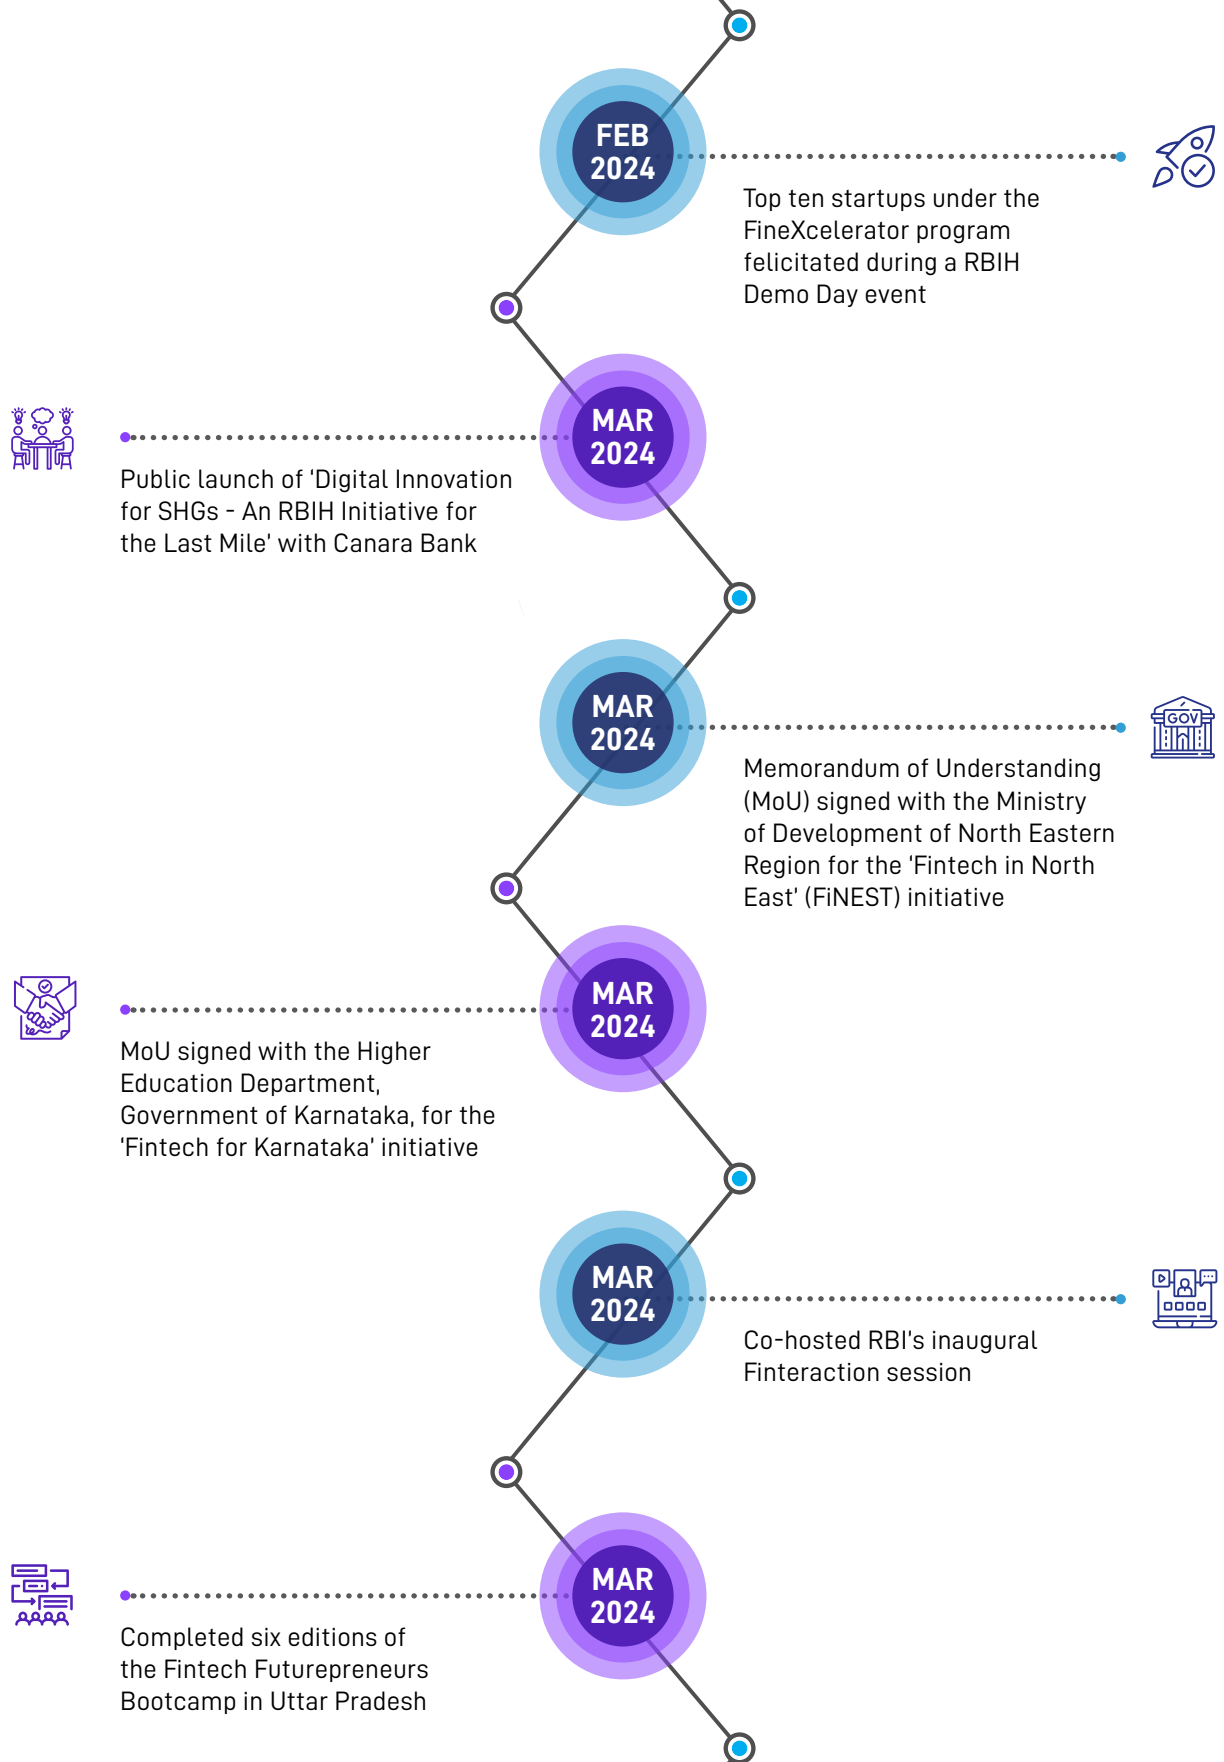 FEB
2024
Top ten startups under the
FineXcelerator program
felicitated during a RBIH
Demo Day event
MAR
2024
Public launch of ‘Digital Innovation
for SHGs - An RBIH Initiative for
the Last Mile’ with Canara Bank
MAR
2024
GOV
Memorandum of Understanding
(MoU) signed with the Ministry
of Development of North Eastern
Region for the ‘Fintech in North
East’ (FiNEST) initiative
MAR
2024
MoU signed with the Higher
Education Department,
Government of Karnataka, for the
‘Fintech for Karnataka’ initiative
MAR
2024
Co-hosted RBI’s inaugural
Finteraction session
MAR
2024
Completed six editions of
the Fintech Futurepreneurs
Bootcamp in Uttar Pradesh